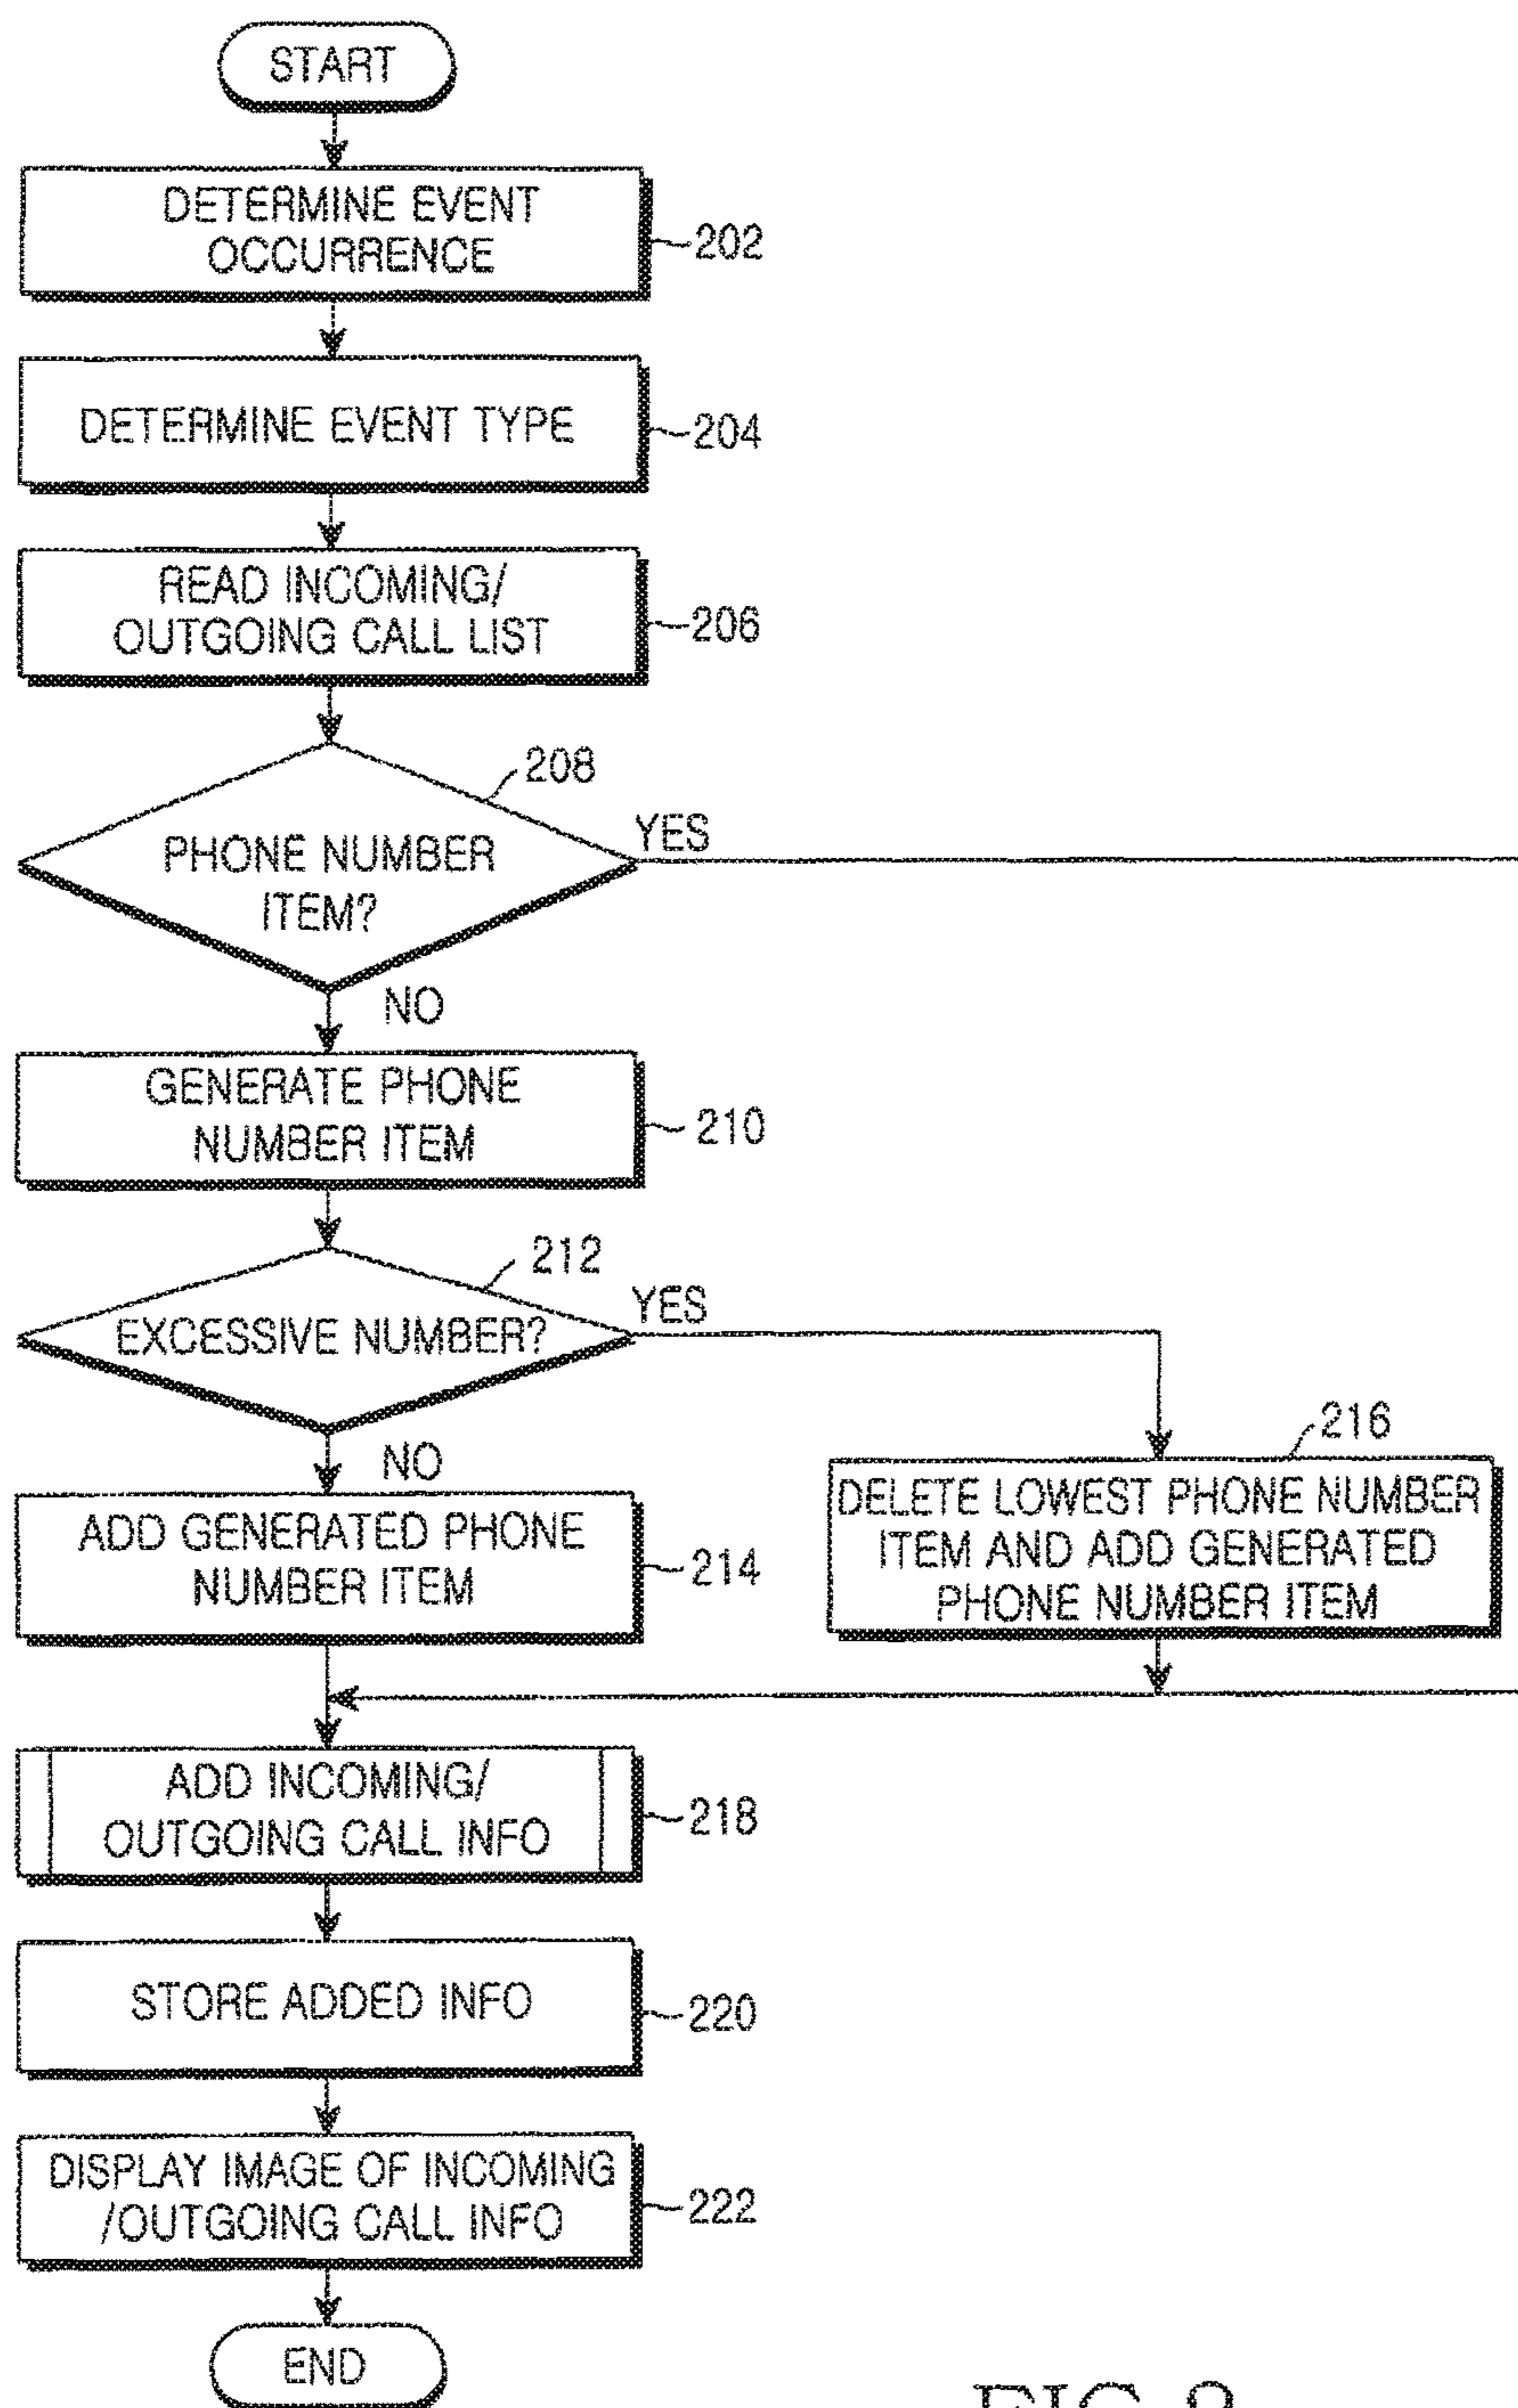 START
DETERMINE EVENT
OCCURRENCE
202
DETERMINE EVENT TYPE
204
READ INCOMING/
OUTGOING CALL LIST
206
208
PHONE NUMBER
ITEM?
YES
NO
GENERATE PHONE
NUMBER ITEM
210
212
EXCESSIVE NUMBER?
YES
NO
216
DELETE LOWEST PHONE NUMBER
ITEM AND ADD GENERATED
PHONE NUMBER ITEM
ADD GENERATED PHONE
NUMBER ITEM
214
ADD INCOMING/
OUTGOING CALL INFO
218
STORE ADDED INFO
220
DISPLAY IMAGE OF INCOMING
/OUTGOING CALL INFO
222
END